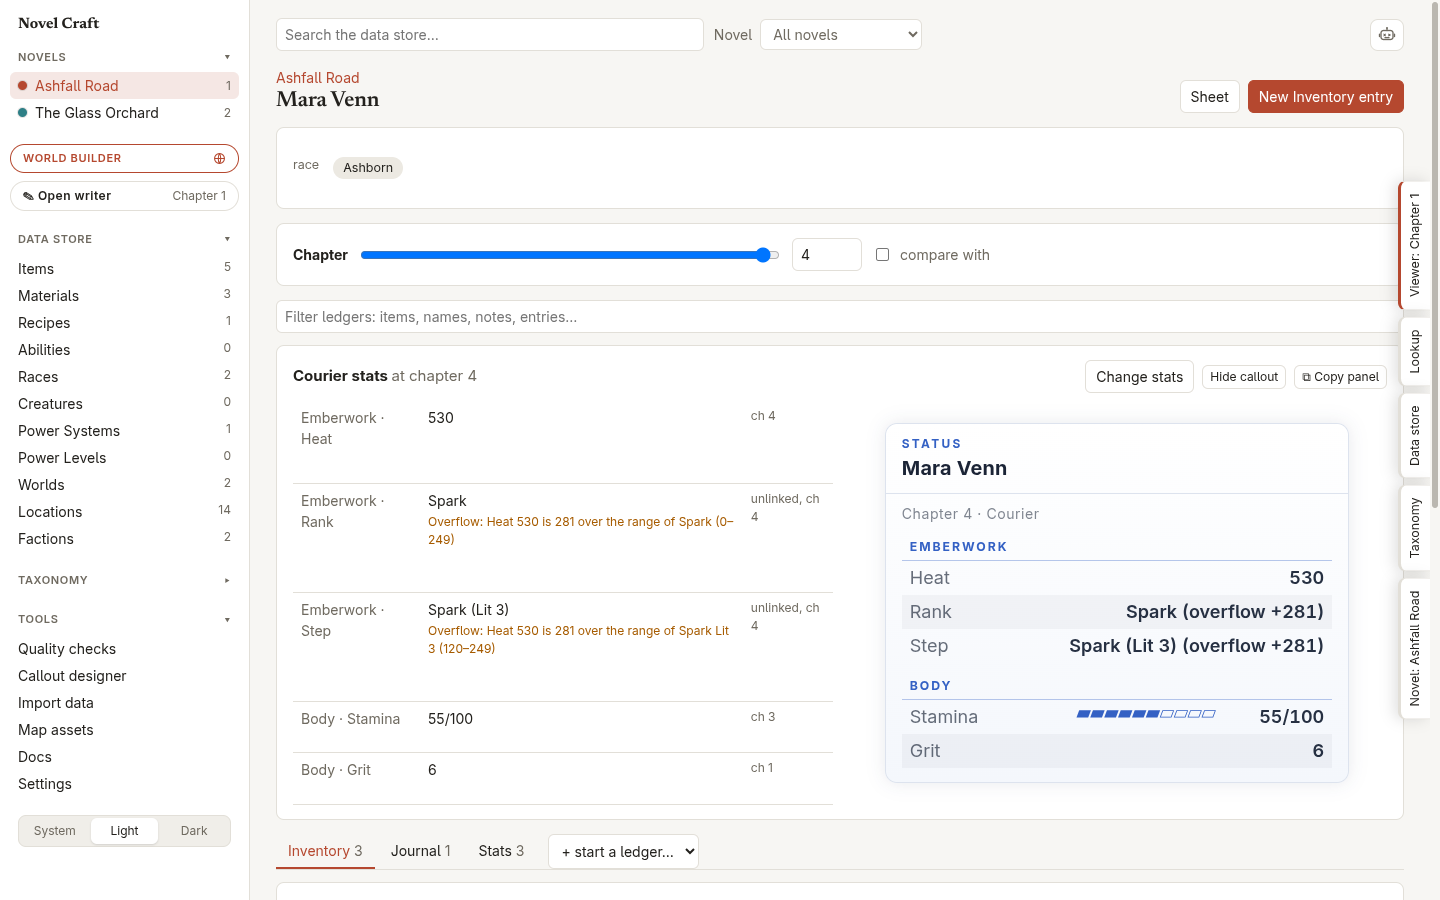 Novel Craft
NOVELS
Ashfall Road 1
The Glass Orchard 2
WORLD BUILDER
✎ Open writer Chapter 1
DATA STORE
Items 5
Materials 3
Recipes 1
Abilities 0
Races 2
Creatures 0
Power Systems 1
Power Levels 0
Worlds 2
Locations 14
Factions 2
TAXONOMY
TOOLS
Quality checks
Callout designer
Import data
Map assets
Docs
Settings
System Light Dark
Search the data store...
Novel All novels
Ashfall Road
Mara Venn
Sheet New Inventory entry
race Ashborn
Chapter 4 compare with
Filter ledgers: items, names, notes, entries...
Courier stats at chapter 4
Change stats Hide callout ⧉ Copy panel
Emberwork · 530 ch 4
Heat
Emberwork · Spark unlinked, ch
Rank Overflow: Heat 530 is 281 over the range of Spark (0– 4
249)
Emberwork · Spark (Lit 3) unlinked, ch
Step Overflow: Heat 530 is 281 over the range of Spark Lit 4
3 (120–249)
Body · Stamina 55/100 ch 3
Body · Grit 6 ch 1
STATUS
Mara Venn
Chapter 4 · Courier
EMBERWORK
Heat 530
Rank Spark (overflow +281)
Step Spark (Lit 3) (overflow +281)
BODY
Stamina 55/100
Grit 6
Inventory 3 Journal 1 Stats 3 + start a ledger...
Viewer: Chapter 1
Lookup
Data store
Taxonomy
Novel: Ashfall Road